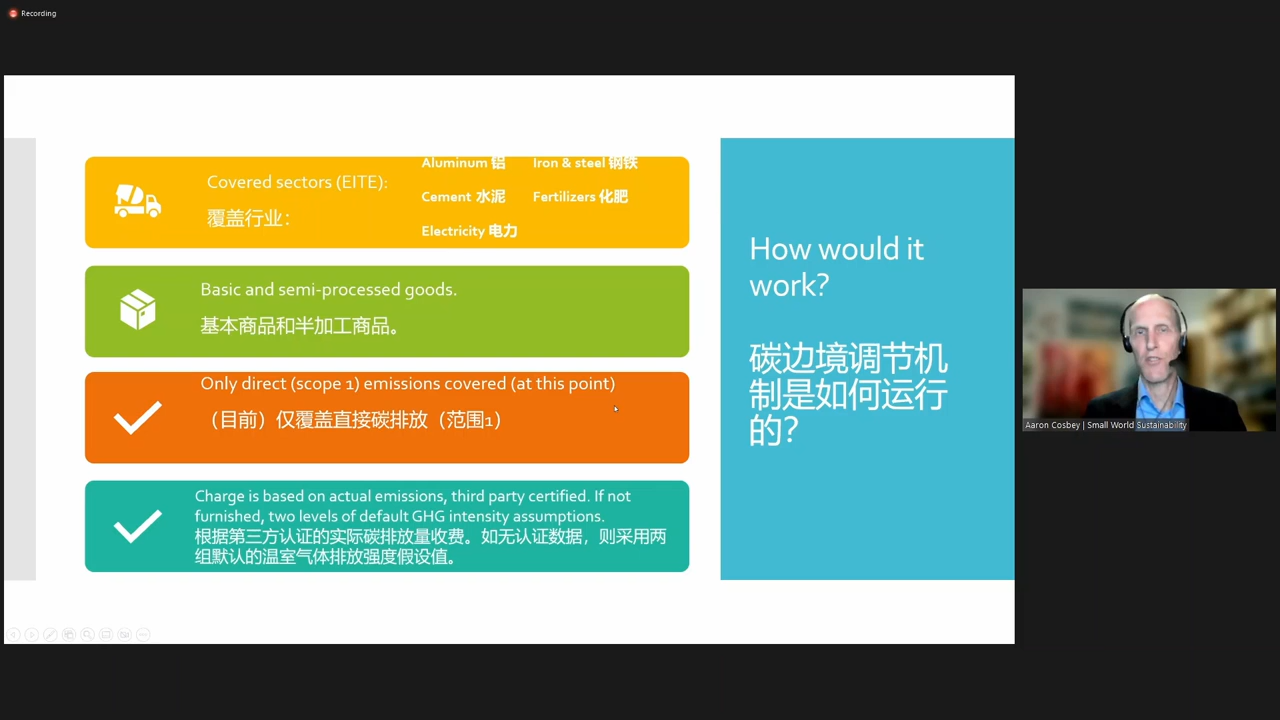 Recording
Covered sectors (EITE):
覆盖行业：
Aluminum 铝 Iron & steel 钢铁
Cement 水泥 Fertilizers 化肥
Electricity 电力
Basic and semi-processed goods.
基本商品和半加工商品。
Only direct (scope 1) emissions covered (at this point)
（目前）仅覆盖直接碳排放（范围1）
Charge is based on actual emissions, third party certified. If not
furnished, two levels of default GHG intensity assumptions.
根据第三方认证的实际碳排放量收费。如无认证数据，则采用两
组默认的温室气体排放强度假设值。
How would it
work?
碳边境调节机
制是如何运行
的？
Aaron Cosbey | Small World Sustainability